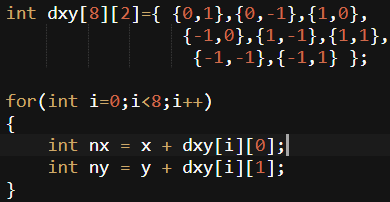 int dxy[8][2]={ {0,1},{0,-1},{1,0},
{-1,0},{1,-1},{1,1},
{-1,-1},{-1,1} };
for(int i=0;i<8;i++)
{
int nx = x + dxy[i][0];
int ny = y + dxy[i][1];
}